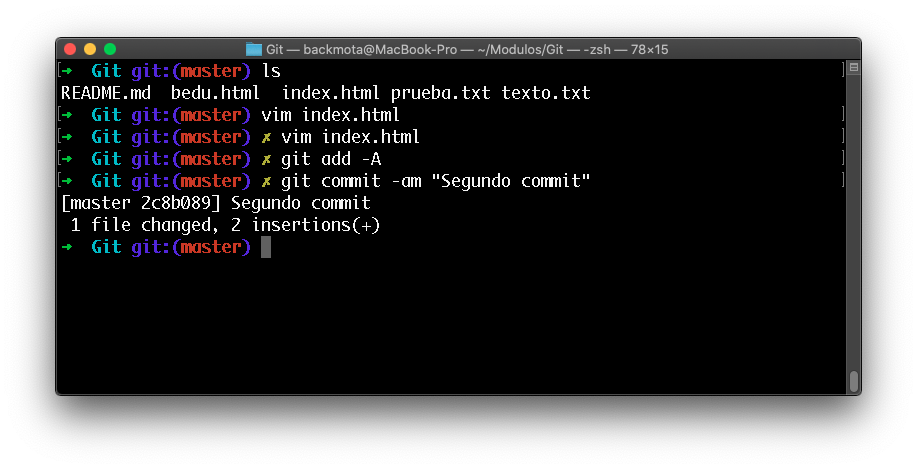 Git — backmota@MacBook-Pro — ~/Modulos/Git — -zsh — 78×15
[➜  Git git:(master) ls ]
README.md  bedu.html  index.html prueba.txt texto.txt
[➜  Git git:(master) vim index.html ]
[➜  Git git:(master) ✗ vim index.html ]
[➜  Git git:(master) ✗ git add -A ]
[➜  Git git:(master) ✗ git commit -am "Segundo commit" ]
[master 2c8b089] Segundo commit
 1 file changed, 2 insertions(+)
➜  Git git:(master)